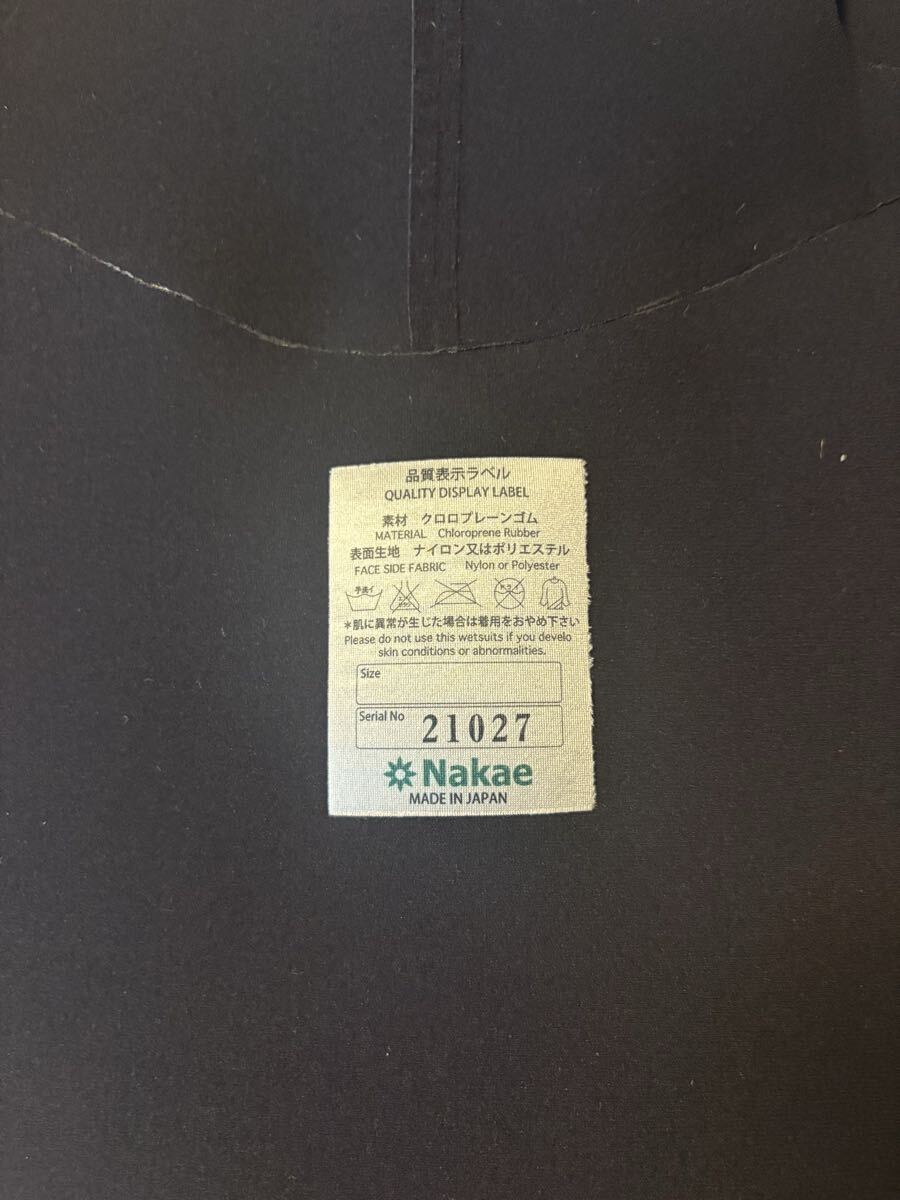 品質表示ラベル
QUALITY DISPLAY LABEL
素材 クロロプレーンゴム
MATERIAL Chloroprene Rubber
表面生地 ナイロン又はポリエステル
FACE SIDE FABRIC Nylon or Polyester
手洗イ
＊肌に異常が生じた場合は着用をおやめ下さい
Please do not use this wetsuits if you develo
skin conditions or abnormalities.
Size
Serial No 21027
Nakae
MADE IN JAPAN